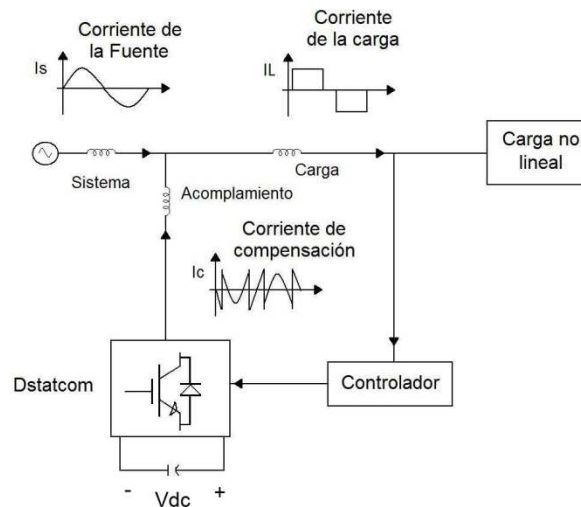 Corriente de
la Fuente
Is
Corriente
de la carga
IL
Carga no
lineal
Sistema
Carga
Acomplamiento
Corriente de
compensación
Ic
Dstatcom
Controlador
- Vdc +